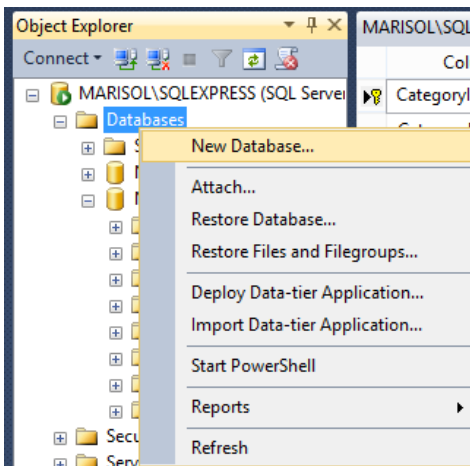 Object Explorer
MARISOL\SQL
Connect
Col
MARISOL\SQLEXPRESS (SQL Server
CategoryI
Databases
New Database...
Attach...
Restore Database...
Restore Files and Filegroups...
Deploy Data-tier Application...
Import Data-tier Application...
Start PowerShell
Reports
Secu
Refresh
Serv